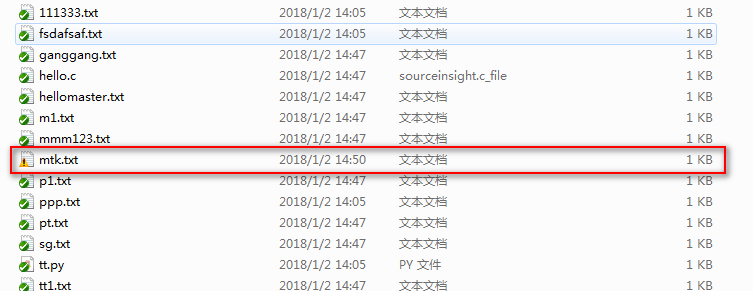 111333.txt 2018/1/2 14:05 文本文档 1 KB
fsdafsaf.txt 2018/1/2 14:05 文本文档 1 KB
ganggang.txt 2018/1/2 14:47 文本文档 1 KB
hello.c 2018/1/2 14:47 sourceinsight.c_file 1 KB
hellomaster.txt 2018/1/2 14:47 文本文档 1 KB
m1.txt 2018/1/2 14:47 文本文档 1 KB
mmm123.txt 2018/1/2 14:47 文本文档 1 KB
mtk.txt 2018/1/2 14:50 文本文档 1 KB
p1.txt 2018/1/2 14:47 文本文档 1 KB
ppp.txt 2018/1/2 14:05 文本文档 1 KB
pt.txt 2018/1/2 14:47 文本文档 1 KB
sg.txt 2018/1/2 14:47 文本文档 1 KB
tt.py 2018/1/2 14:05 PY 文件 1 KB
tt1.txt 2018/1/2 14:47 文本文档 1 KB